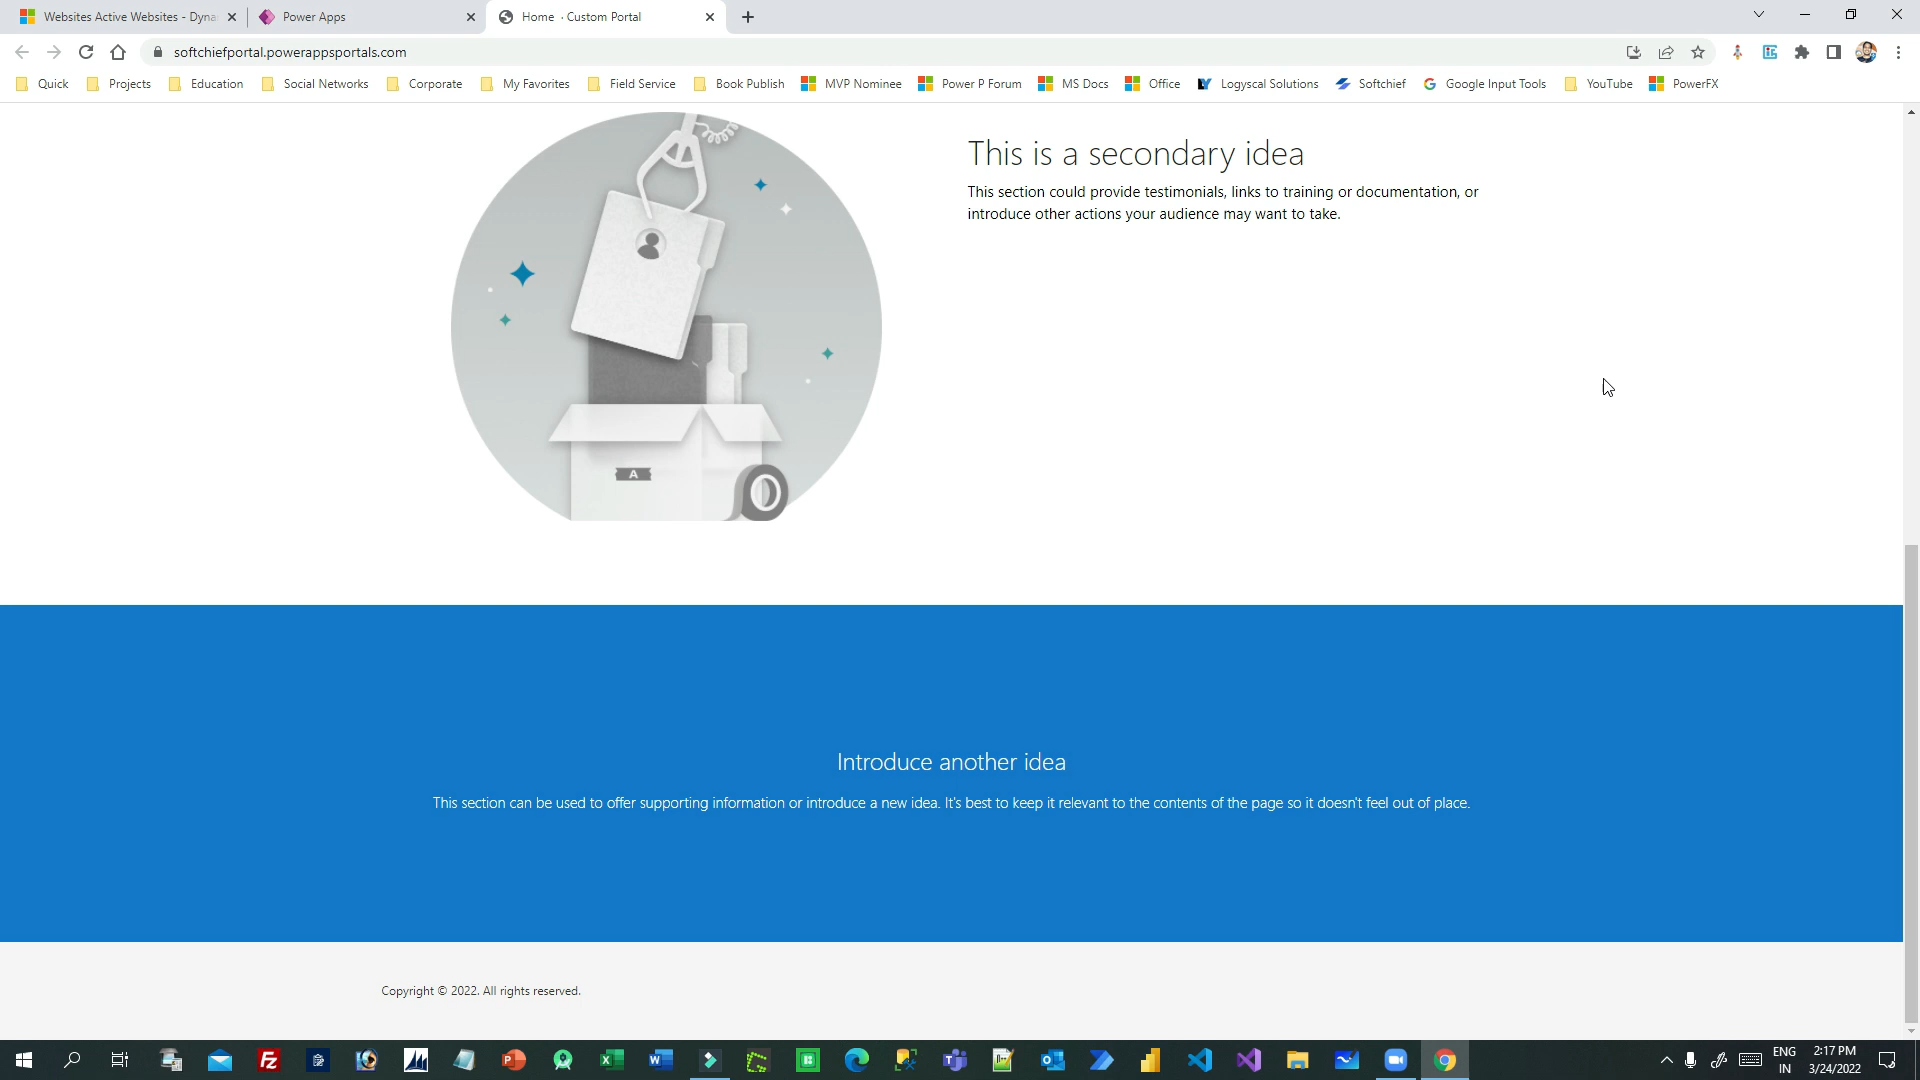 Websites Active Websites - Dyna
Power Apps
Home · Custom Portal
softchiefportal.powerappsportals.com
Quick
Projects
Education
Social Networks
Corporate
My Favorites
Field Service
Book Publish
MVP Nominee
Power P Forum
MS Docs
Office
Logyscal Solutions
Softchief
Google Input Tools
YouTube
PowerFX
This is a secondary idea
This section could provide testimonials, links to training or documentation, or
introduce other actions your audience may want to take.
A
Introduce another idea
This section can be used to offer supporting information or introduce a new idea. It's best to keep it relevant to the contents of the page so it doesn't feel out of place.
Copyright © 2022. All rights reserved.
ENG
IN
2:17 PM
3/24/2022